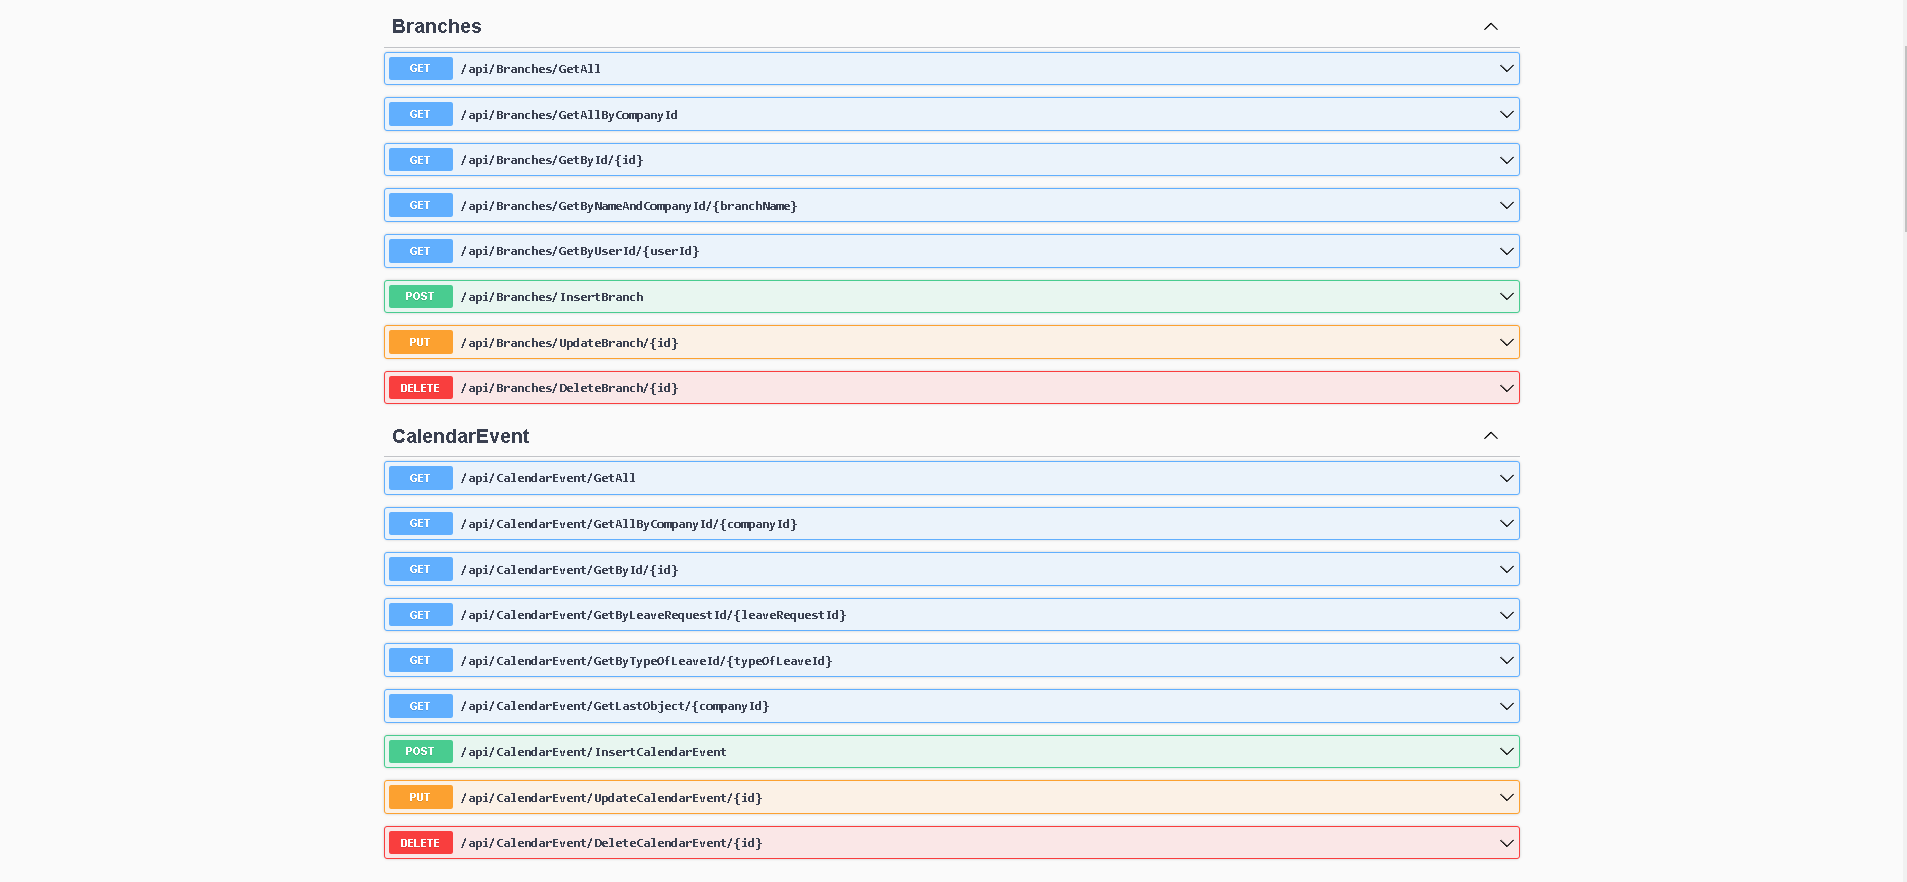 Branches
GET /api/Branches/GetAll
GET /api/Branches/GetAllByCompanyId
GET /api/Branches/GetById/{id}
GET /api/Branches/GetByNameAndCompanyId/{branchName}
GET /api/Branches/GetByUserId/{userId}
POST /api/Branches/InsertBranch
PUT /api/Branches/UpdateBranch/{id}
DELETE /api/Branches/DeleteBranch/{id}
CalendarEvent
GET /api/CalendarEvent/GetAll
GET /api/CalendarEvent/GetAllByCompanyId/{companyId}
GET /api/CalendarEvent/GetById/{id}
GET /api/CalendarEvent/GetByLeaveRequestId/{leaveRequestId}
GET /api/CalendarEvent/GetByTypeOfLeaveId/{typeOfLeaveId}
GET /api/CalendarEvent/GetLastObject/{companyId}
POST /api/CalendarEvent/InsertCalendarEvent
PUT /api/CalendarEvent/UpdateCalendarEvent/{id}
DELETE /api/CalendarEvent/DeleteCalendarEvent/{id}